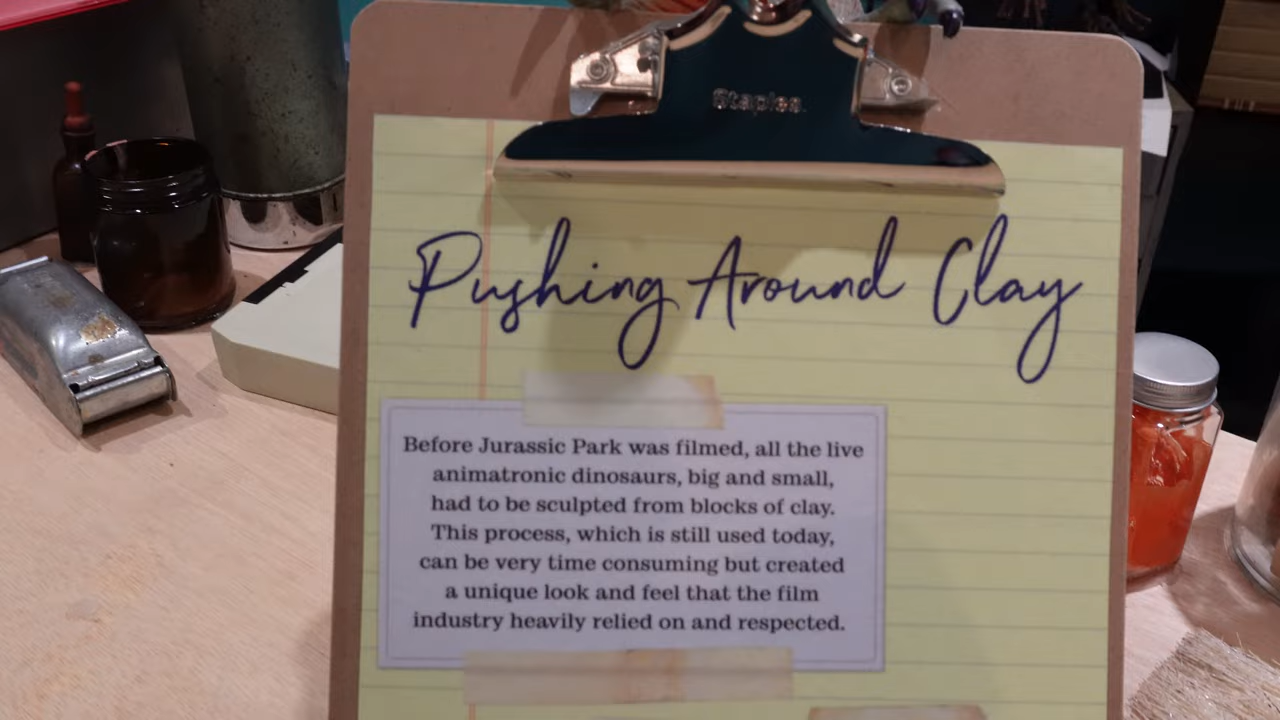 Staples
Pushing Around Clay
Before Jurassic Park was filmed, all the live
animatronic dinosaurs, big and small,
had to be sculpted from blocks of clay.
This process, which is still used today,
can be very time consuming but created
a unique look and feel that the film
industry heavily relied on and respected.